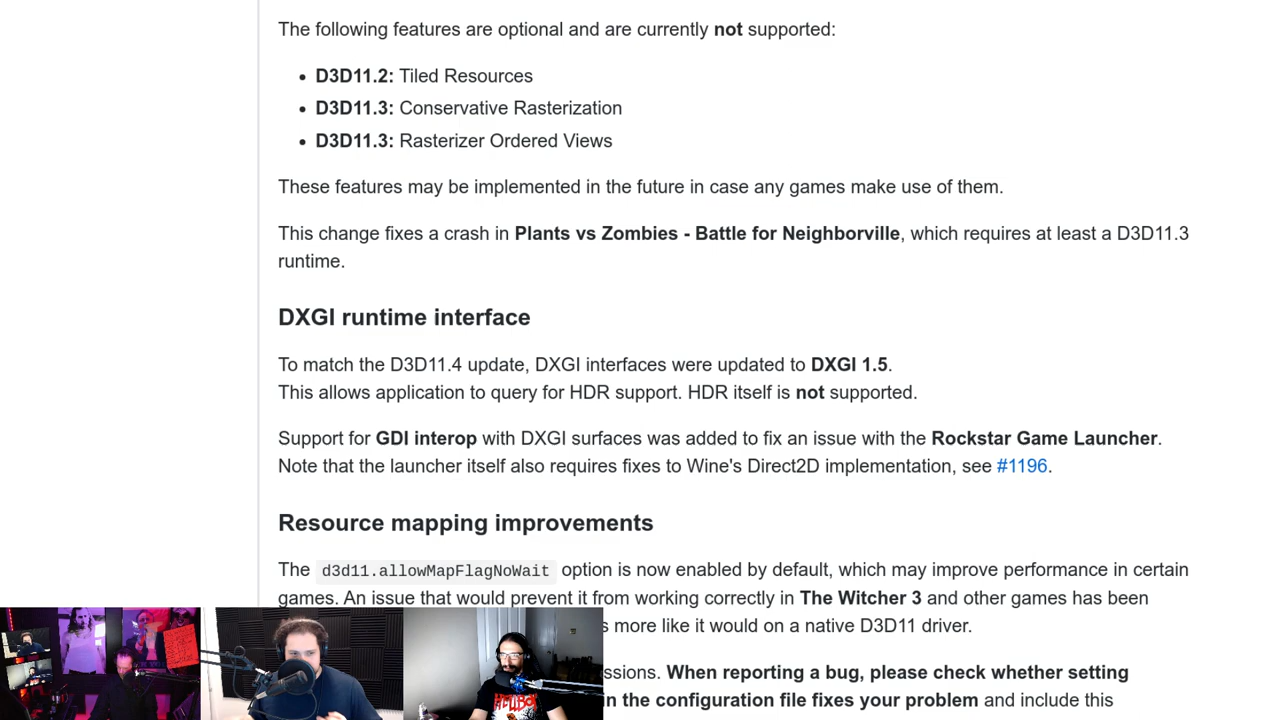 The following features are optional and are currently not supported:
• D3D11.2: Tiled Resources
• D3D11.3: Conservative Rasterization
• D3D11.3: Rasterizer Ordered Views
These features may be implemented in the future in case any games make use of them.
This change fixes a crash in Plants vs Zombies - Battle for Neighborville, which requires at least a D3D11.3
runtime.
DXGI runtime interface
To match the D3D11.4 update, DXGI interfaces were updated to DXGI 1.5.
This allows application to query for HDR support. HDR itself is not supported.
Support for GDI interop with DXGI surfaces was added to fix an issue with the Rockstar Game Launcher.
Note that the launcher itself also requires fixes to Wine's Direct2D implementation, see #1196.
Resource mapping improvements
The d3d11.allowMapFlagNoWait option is now enabled by default, which may improve performance in certain
games. An issue that would prevent it from working correctly in The Witcher 3 and other games has been
s more like it would on a native D3D11 driver.
ssions. When reporting a bug, please check whether setting
in the configuration file fixes your problem and include this
HELLBOY